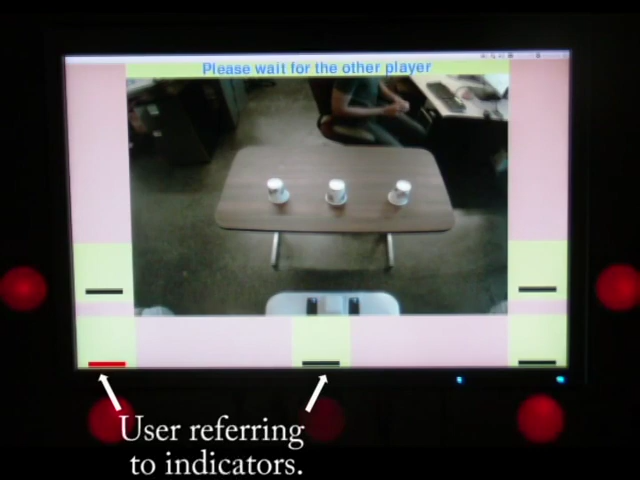 Please wait for the other player
User referring
to indicators.